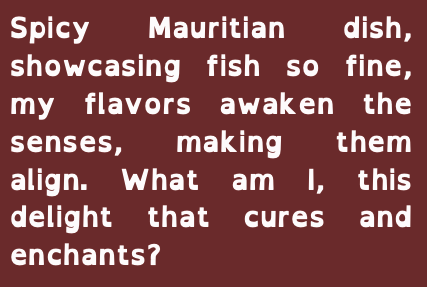 Spicy Mauritian dish,
showcasing fish so fine,
my flavors awaken the
senses, making them
align. What am I, this
delight that cures and
enchants?